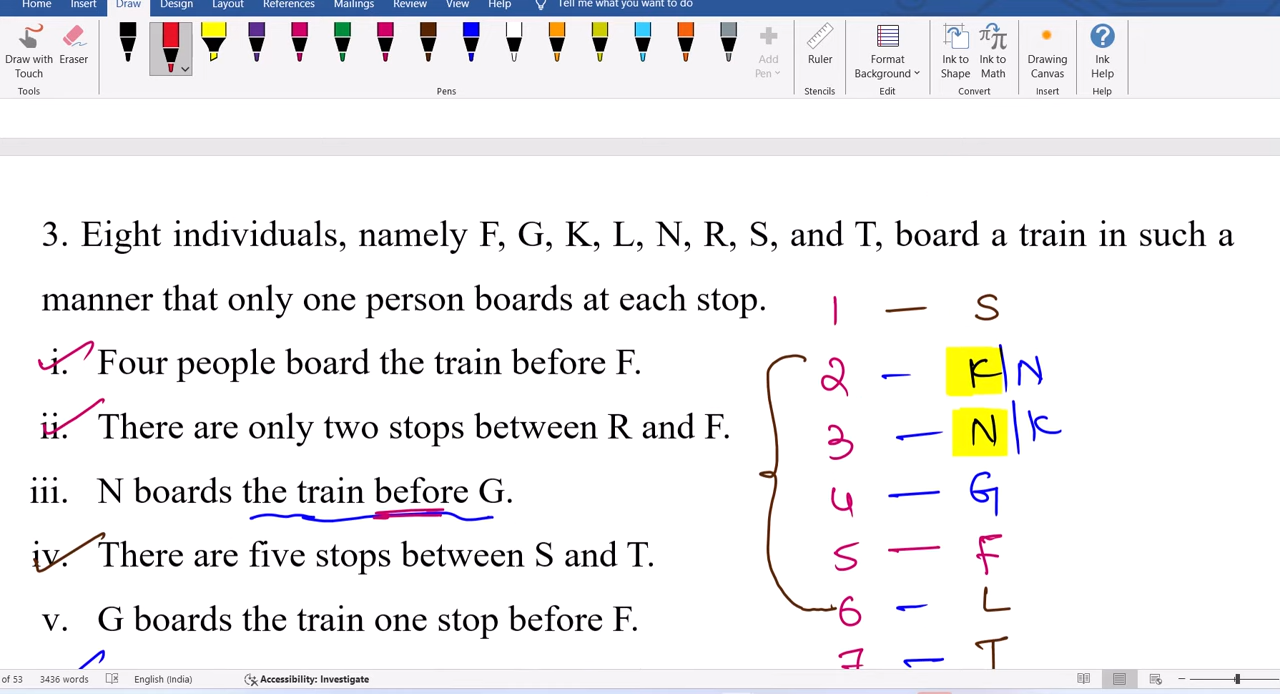 Home Insert Draw Design Layout References Mailings Review View Help Tell me what you want to do
Draw with Touch
Eraser
Add Pen
Ruler
Format Background
Ink to Shape
Ink to Math
Drawing Canvas
Ink Help
Tools Pens Stencils Edit Convert Insert Help
3. Eight individuals, namely F, G, K, L, N, R, S, and T, board a train in such a
manner that only one person boards at each stop.
1 — S
i. Four people board the train before F.
2 - K|N
ii. There are only two stops between R and F.
3 — N|K
iii. N boards the train before G.
4 — G
iv. There are five stops between S and T.
5 — F
6 - L
v. G boards the train one stop before F.
7 — T
of 53 3436 words English (India) Accessibility: Investigate